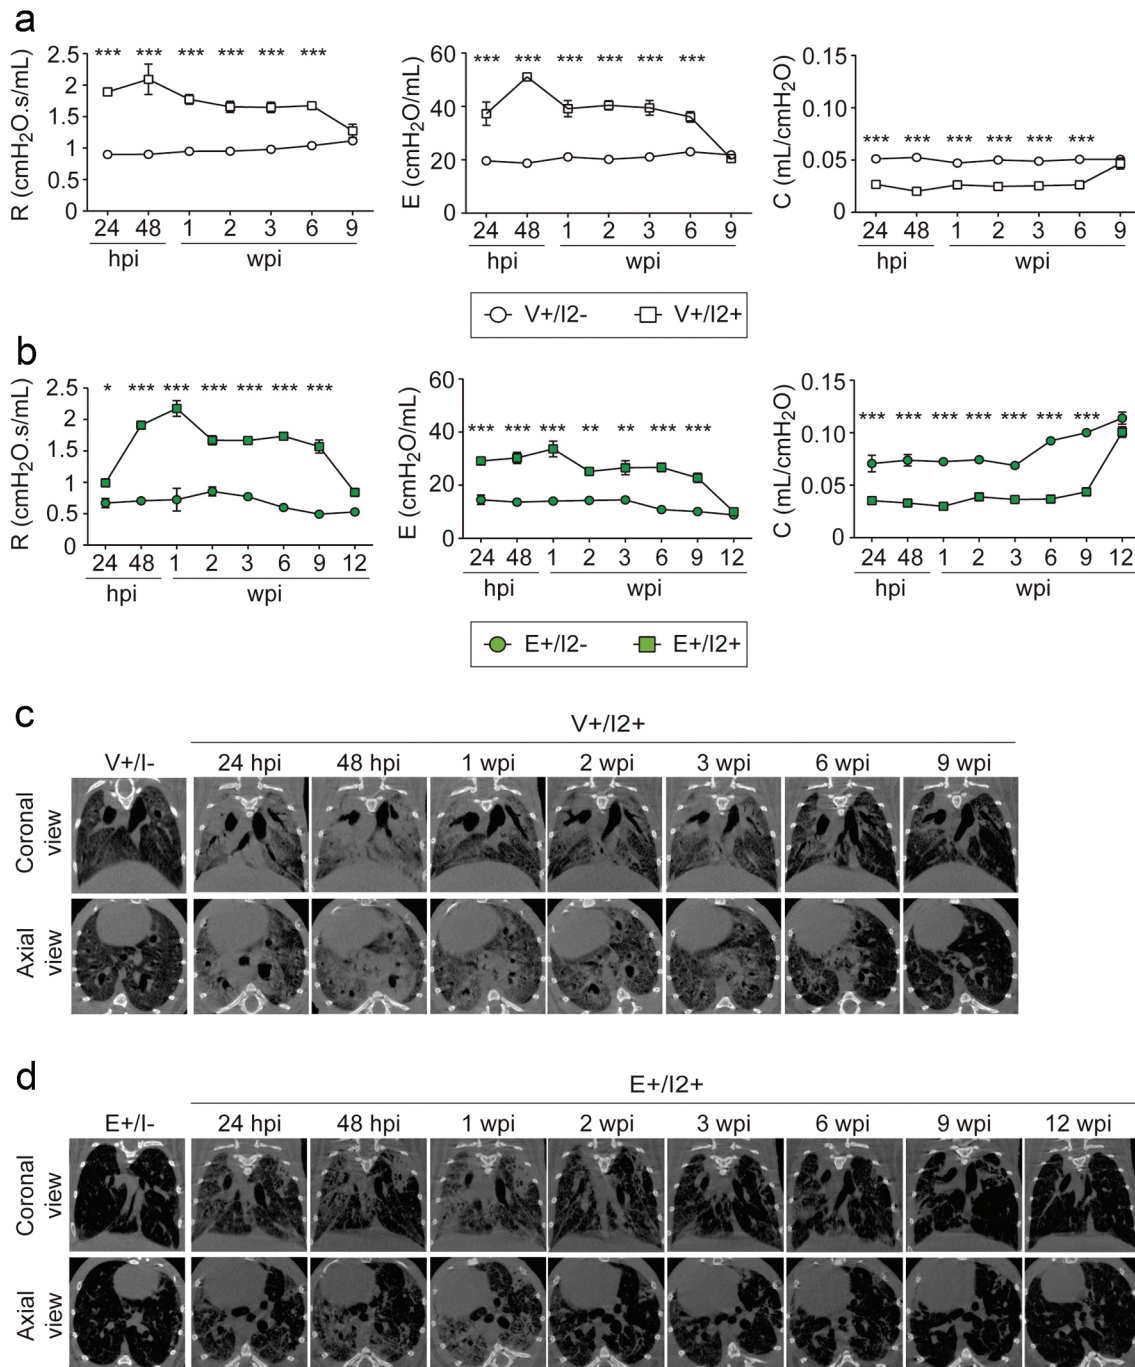 a
R (cmH2O.s/mL)
2.5
2
1.5
1
0.5
0
*** *** *** *** *** ***
24 48 1 2 3 6 9
hpi wpi
E (cmH2O/mL)
60
40
20
0
*** *** *** *** *** ***
24 48 1 2 3 6 9
hpi wpi
C (mL/cmH2O)
0.15
0.10
0.05
0
*** *** *** *** *** ***
24 48 1 2 3 6 9
hpi wpi
V+/I2- V+/I2+
b
R (cmH2O.s/mL)
2.5
2
1.5
1
0.5
0
* *** *** *** *** *** ***
24 48 1 2 3 6 9 12
hpi wpi
E (cmH2O/mL)
60
40
20
0
*** *** *** ** ** *** ***
24 48 1 2 3 6 9 12
hpi wpi
C (mL/cmH2O)
0.15
0.10
0.05
0
*** *** *** *** *** *** ***
24 48 1 2 3 6 9 12
hpi wpi
E+/I2- E+/I2+
c
V+/I2+
V+/I- 24 hpi 48 hpi 1 wpi 2 wpi 3 wpi 6 wpi 9 wpi
Coronal
view
Axial
view
d
E+/I2+
E+/I- 24 hpi 48 hpi 1 wpi 2 wpi 3 wpi 6 wpi 9 wpi 12 wpi
Coronal
view
Axial
view